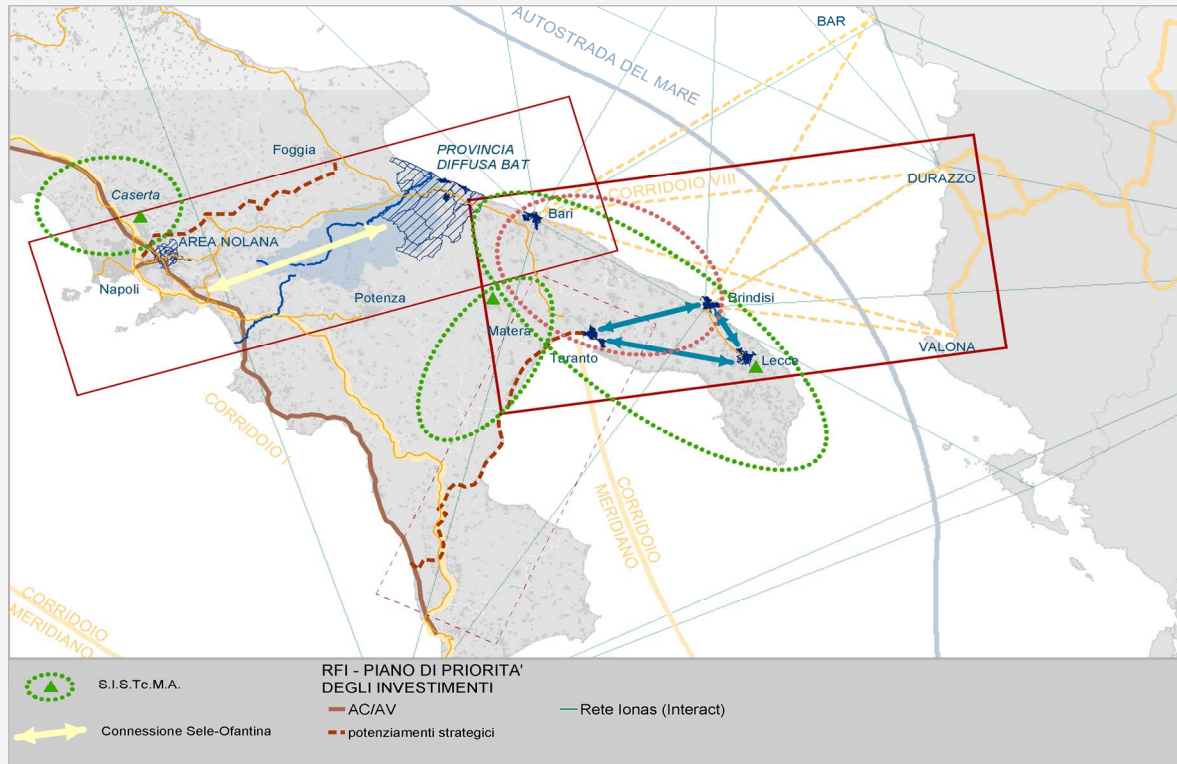 BAR
AUTOSTRADA DEL MARE
Foggia
PROVINCIA
DIFFUSA BAT
Caserta
CORRIDOIO VIII
DURAZZO
Bari
AREA NOLANA
Napoli
Potenza
Brindisi
Matera
Taranto
Lecce
VALONA
CORRIDOIO I
CORRIDOIO
MERIDIANO
CORRIDOIO
MERIDIANO
S.I.S.Tc.M.A.
Connessione Sele-Ofantina
RFI - PIANO DI PRIORITA'
DEGLI INVESTIMENTI
AC/AV
potenziamenti strategici
Rete Ionas (Interact)